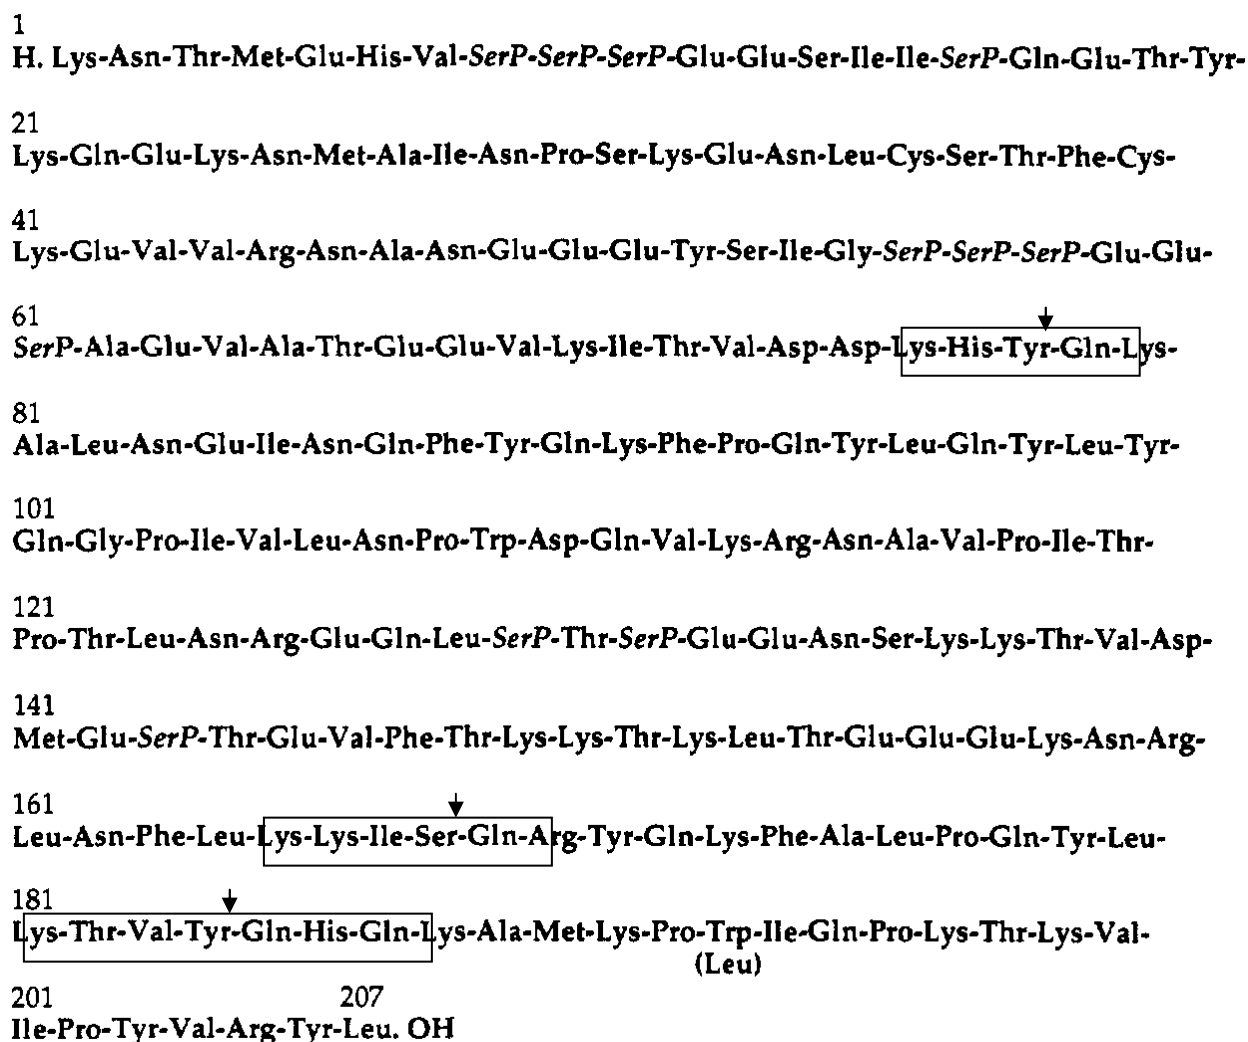 1
H. Lys-Asn-Thr-Met-Glu-His-Val-SerP-SerP-SerP-Glu-Glu-Ser-Ile-Ile-SerP-Gln-Glu-Thr-Tyr-
21
Lys-Gln-Glu-Lys-Asn-Met-Ala-Ile-Asn-Pro-Ser-Lys-Glu-Asn-Leu-Cys-Ser-Thr-Phe-Cys-
41
Lys-Glu-Val-Val-Arg-Asn-Ala-Asn-Glu-Glu-Glu-Tyr-Ser-Ile-Gly-SerP-SerP-SerP-Glu-Glu-
61
SerP-Ala-Glu-Val-Ala-Thr-Glu-Glu-Val-Lys-Ile-Thr-Val-Asp-Asp-Lys-His-Tyr-Gln-Lys-
81
Ala-Leu-Asn-Glu-Ile-Asn-Gln-Phe-Tyr-Gln-Lys-Phe-Pro-Gln-Tyr-Leu-Gln-Tyr-Leu-Tyr-
101
Gln-Gly-Pro-Ile-Val-Leu-Asn-Pro-Trp-Asp-Gln-Val-Lys-Arg-Asn-Ala-Val-Pro-Ile-Thr-
121
Pro-Thr-Leu-Asn-Arg-Glu-Gln-Leu-SerP-Thr-SerP-Glu-Glu-Asn-Ser-Lys-Lys-Thr-Val-Asp-
141
Met-Glu-SerP-Thr-Glu-Val-Phe-Thr-Lys-Lys-Thr-Lys-Leu-Thr-Glu-Glu-Glu-Lys-Asn-Arg-
161
Leu-Asn-Phe-Leu-Lys-Lys-Ile-Ser-Gln-Arg-Tyr-Gln-Lys-Phe-Ala-Leu-Pro-Gln-Tyr-Leu-
181
Lys-Thr-Val-Tyr-Gln-His-Gln-Lys-Ala-Met-Lys-Pro-Trp-Ile-Gln-Pro-Lys-Thr-Lys-Val-
(Leu)
201 207
Ile-Pro-Tyr-Val-Arg-Tyr-Leu. OH